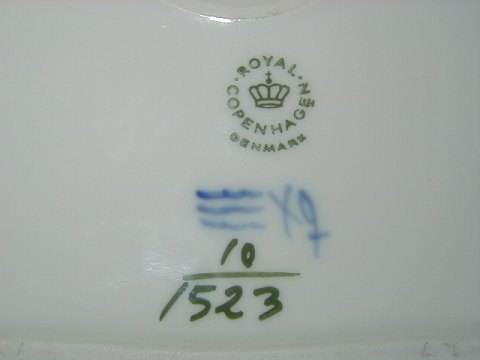 ROYAL
COPENHAGEN
DENMARK
10
1523